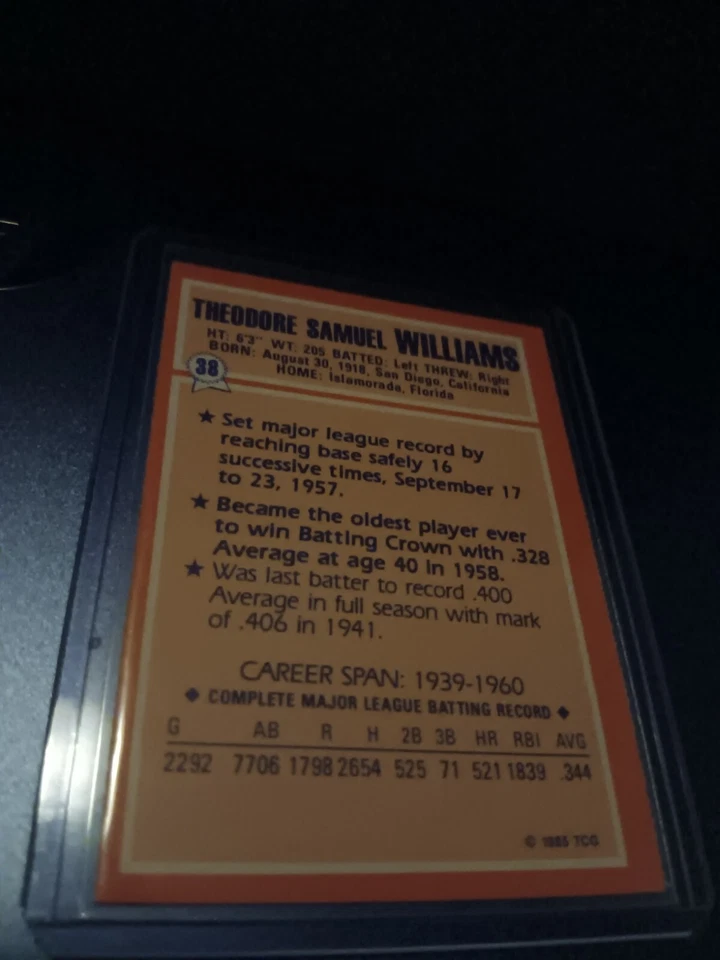 THEODORE SAMUEL WILLIAMS
HT: 6'3" WT: 205 BATTED: Left THREW: Right
BORN: August 30, 1918, San Diego, California
HOME: Islamorada, Florida
38
★ Set major league record by
reaching base safely 16
successive times, September 17
to 23, 1957.
★ Became the oldest player ever
to win Batting Crown with .328
Average at age 40 in 1958.
★ Was last batter to record .400
Average in full season with mark
of .406 in 1941.
CAREER SPAN: 1939-1960
◆ COMPLETE MAJOR LEAGUE BATTING RECORD ◆
G AB R H 2B 3B HR RBI AVG
2292 7706 1798 2654 525 71 521 1839 .344
© 1985 TCG